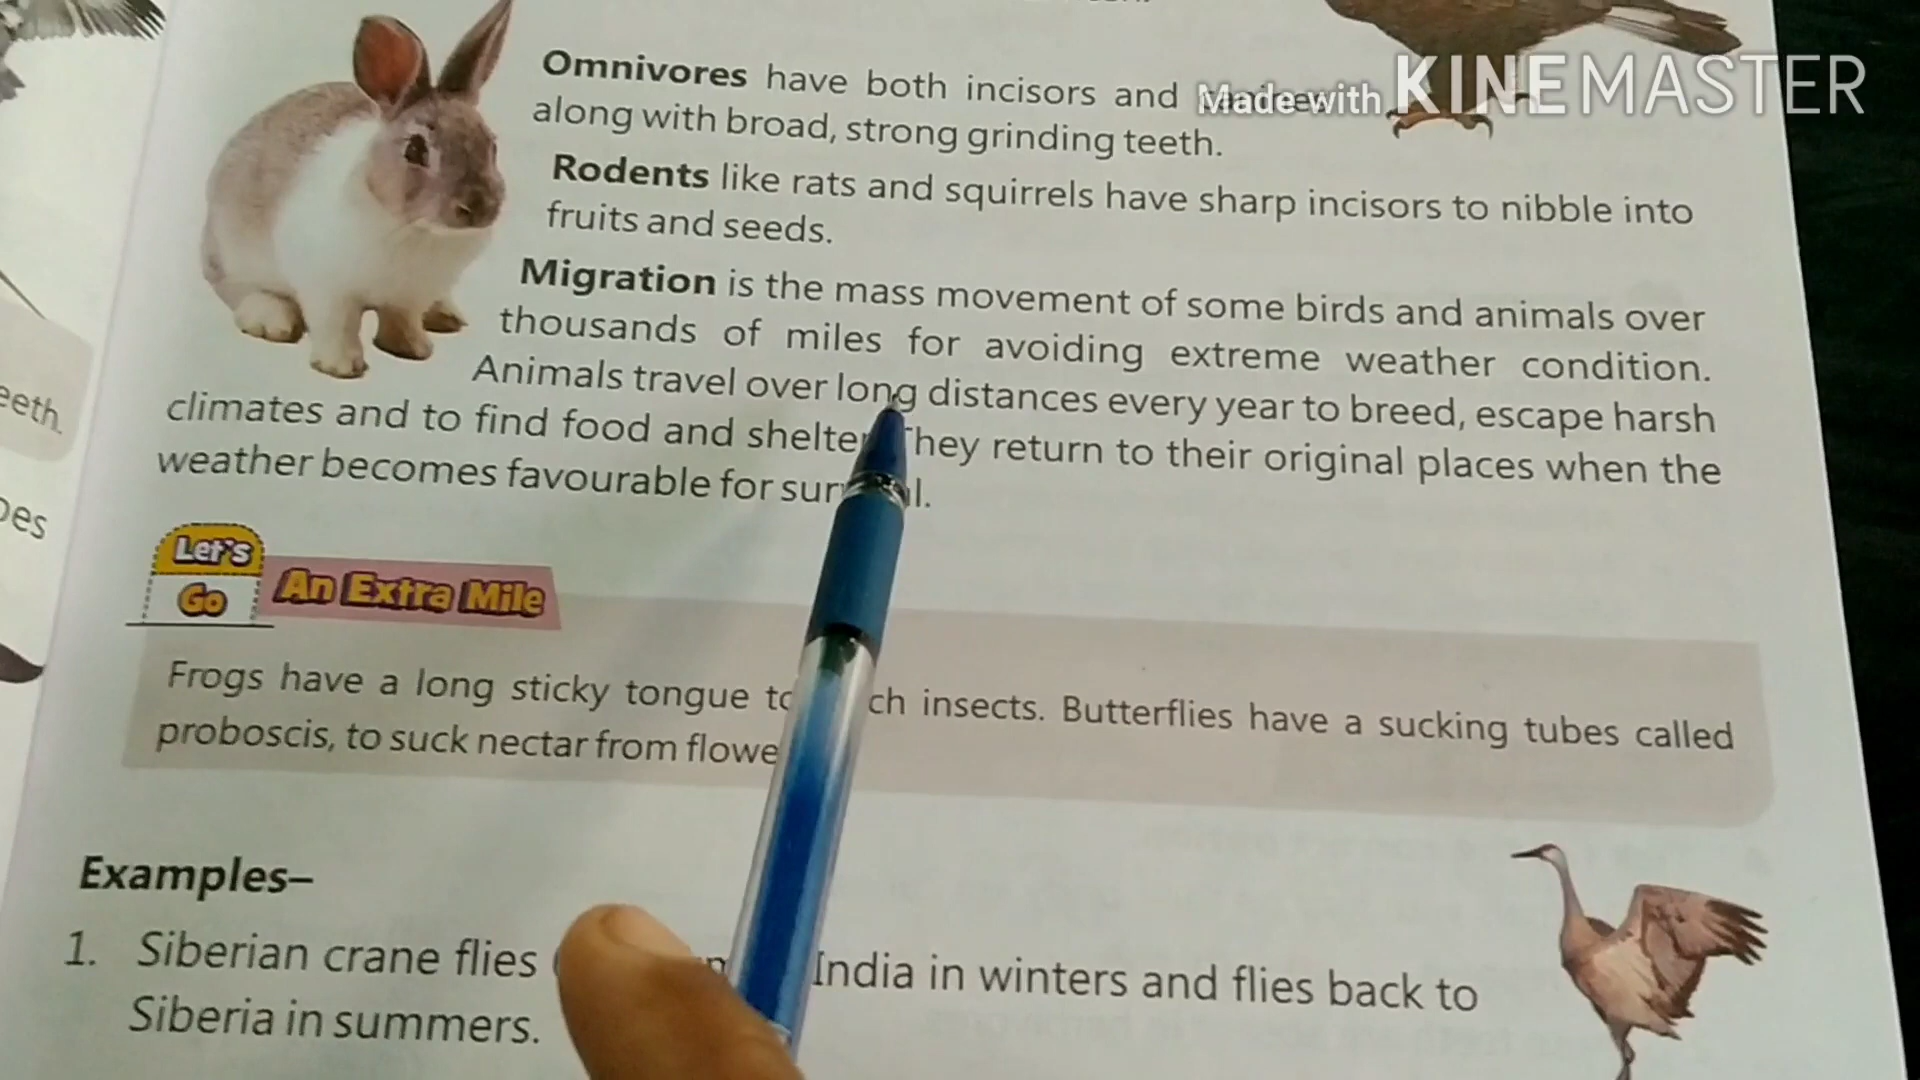 Omnivores have both incisors and
Made with KINEMASTER
along with broad, strong grinding teeth.
Rodents like rats and squirrels have sharp incisors to nibble into
fruits and seeds.
Migration is the mass movement of some birds and animals over
thousands of miles for avoiding extreme weather condition.
Animals travel over long distances every year to breed, escape harsh
climates and to find food and shelter. They return to their original places when the
weather becomes favourable for survival.
eeth.
Let's
Go
An Extra Mile
Frogs have a long sticky tongue insects. Butterflies have a sucking tubes called
proboscis, to suck nectar from
Examples–
1. Siberian crane flies India in winters and flies back to
Siberia in summers.